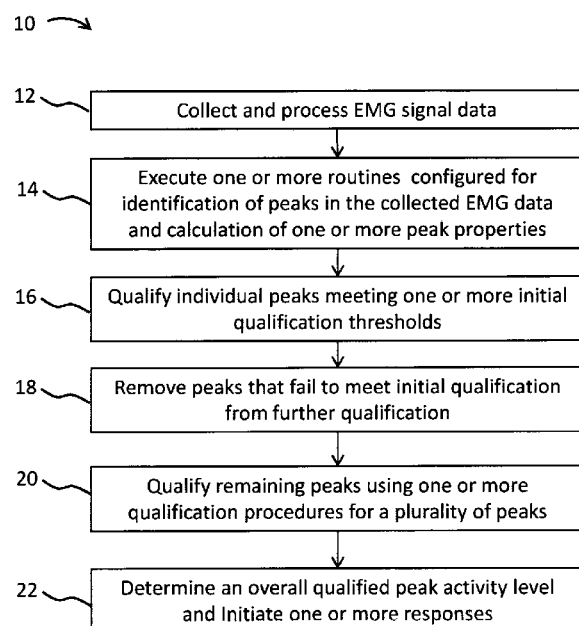 10
12
Collect and process EMG signal data
14
Execute one or more routines configured for
identification of peaks in the collected EMG data
and calculation of one or more peak properties
16
Qualify individual peaks meeting one or more initial
qualification thresholds
18
Remove peaks that fail to meet initial qualification
from further qualification
20
Qualify remaining peaks using one or more
qualification procedures for a plurality of peaks
22
Determine an overall qualified peak activity level
and Initiate one or more responses